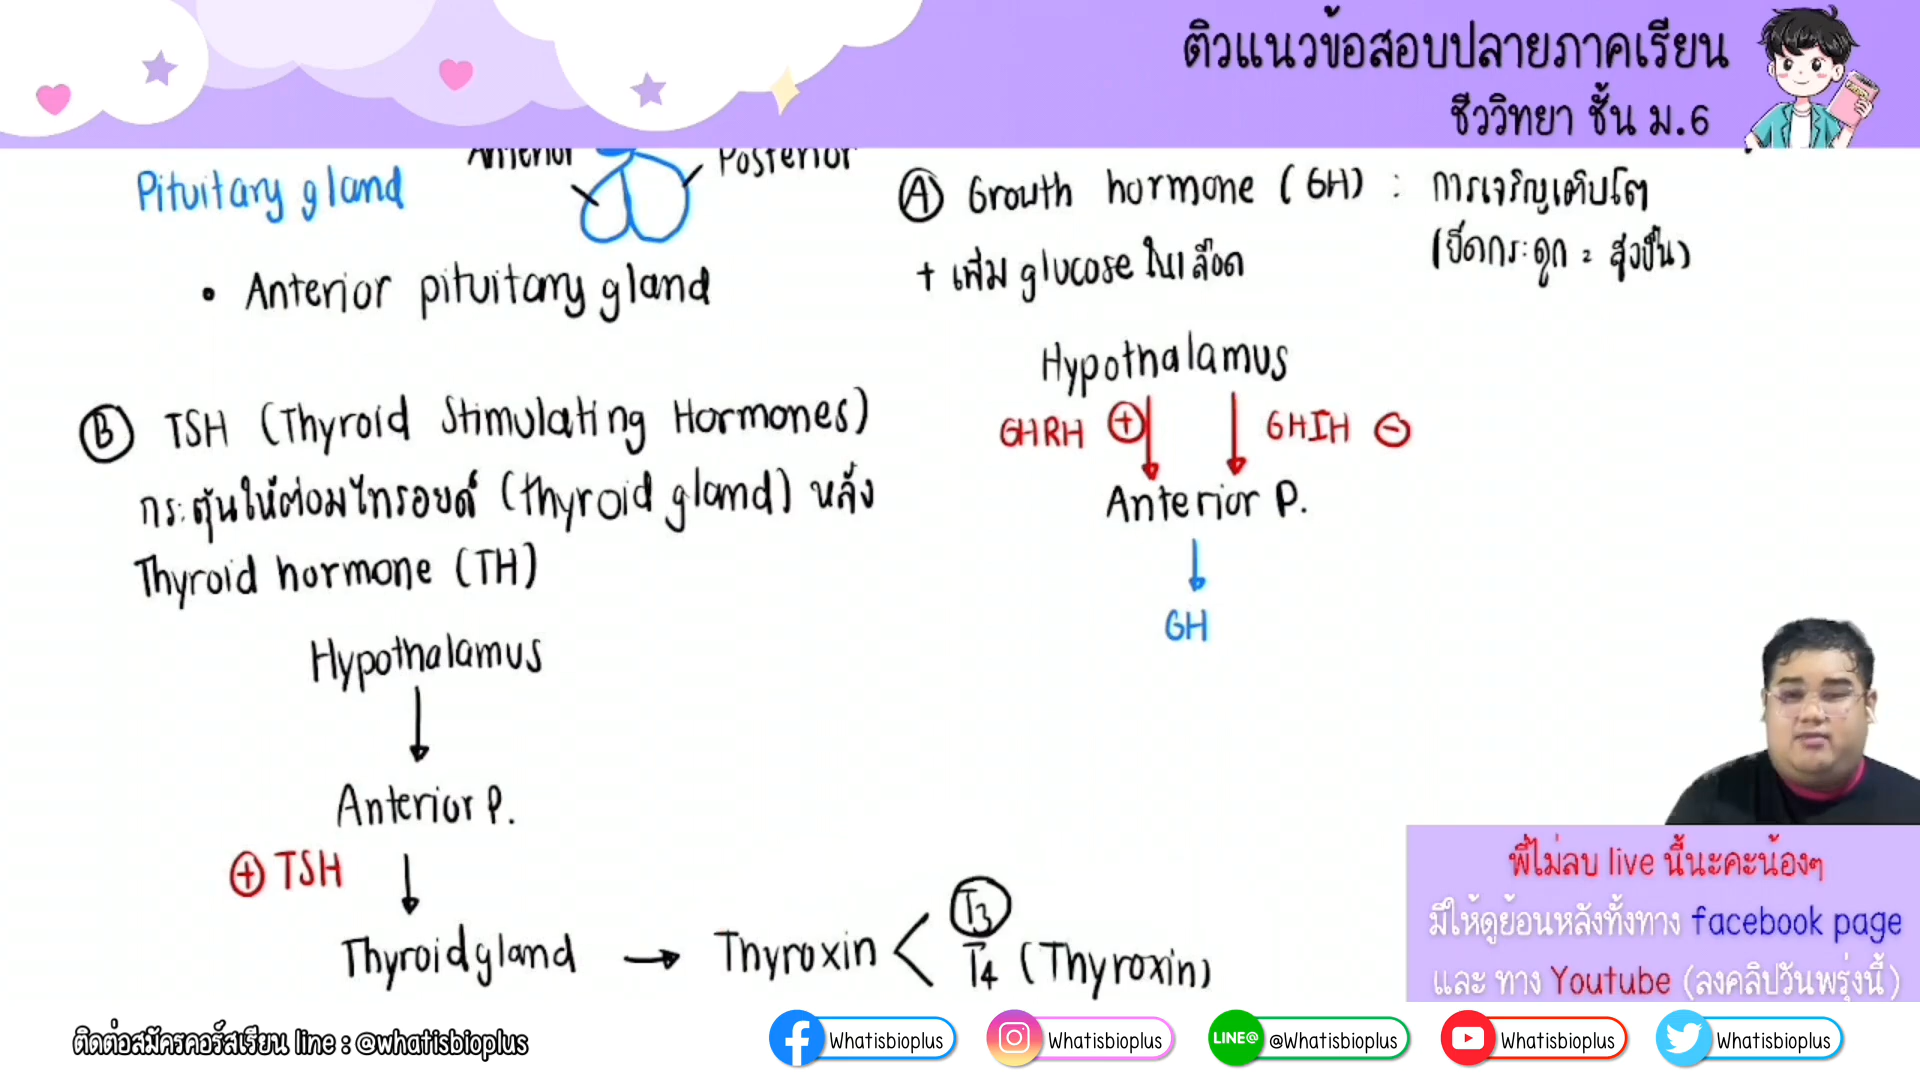 ติวแนวข้อสอบปลายภาคเรียน
ชีววิทยา ชั้น ม.6
Pituitary gland
Anterior
Posterior
• Anterior pituitary gland
Ⓐ Growth hormone (GH) : การเจริญเติบโต
(ยืดกระดูก = สูงขึ้น)
+ เพิ่ม glucose ในเลือด
Hypothalamus
GHRH ⊕
GHIH ⊖
Anterior P.
GH
Ⓑ TSH (Thyroid Stimulating Hormones)
กระตุ้นให้ต่อมไทรอยด์ (thyroid gland) หลั่ง
Thyroid hormone (TH)
Hypothalamus
Anterior P.
⊕ TSH
Thyroid gland → Thyroxin < T3
T4 (Thyroxin)
พี่ไม่ลบ live นี้นะคะน้องๆ
มีให้ดูย้อนหลังทั้งทาง facebook page
และ ทาง Youtube (ลงคลิปวันพรุ่งนี้)
ติดต่อสมัครคอร์สเรียน line : @whatisbioplus
Whatisbioplus
Whatisbioplus
LINE@ @Whatisbioplus
Whatisbioplus
Whatisbioplus